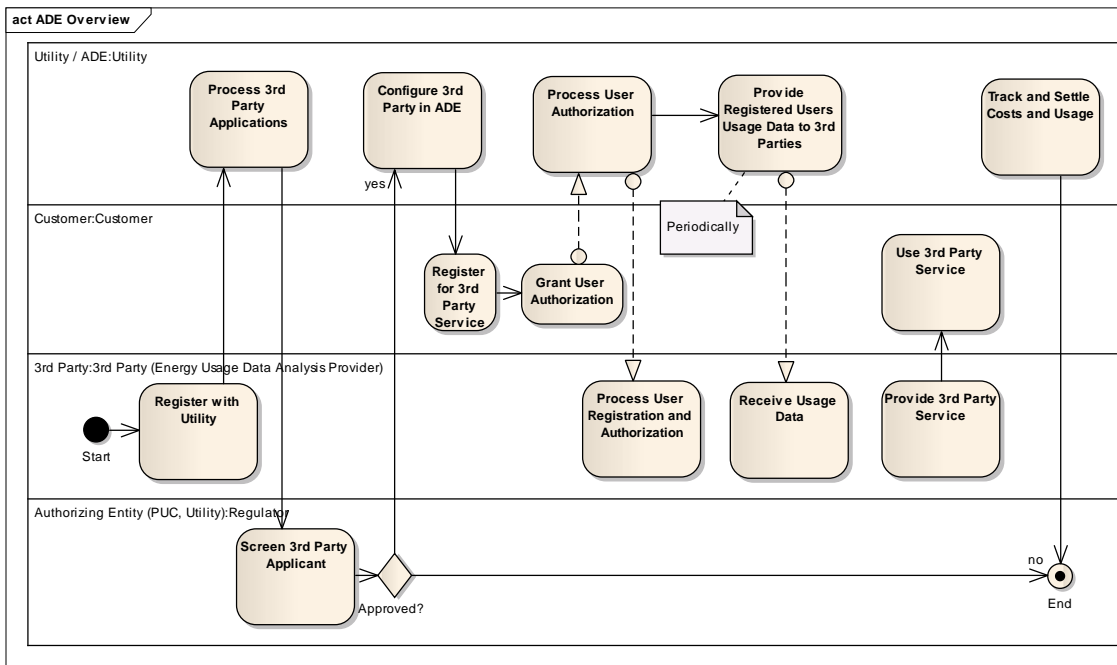 act ADE Overview
Utility / ADE:Utility
Process 3rd
Party
Applications
Configure 3rd
Party in ADE
Process User
Authorization
Provide
Registered Users
Usage Data to 3rd
Parties
Track and Settle
Costs and Usage
yes
Customer:Customer
Periodically
Register
for 3rd
Party
Service
Grant User
Authorization
Use 3rd Party
Service
3rd Party:3rd Party (Energy Usage Data Analysis Provider)
Start
Register with
Utility
Process User
Registration and
Authorization
Receive Usage
Data
Provide 3rd Party
Service
Authorizing Entity (PUC, Utility):Regulator
Screen 3rd Party
Applicant
Approved?
no
End